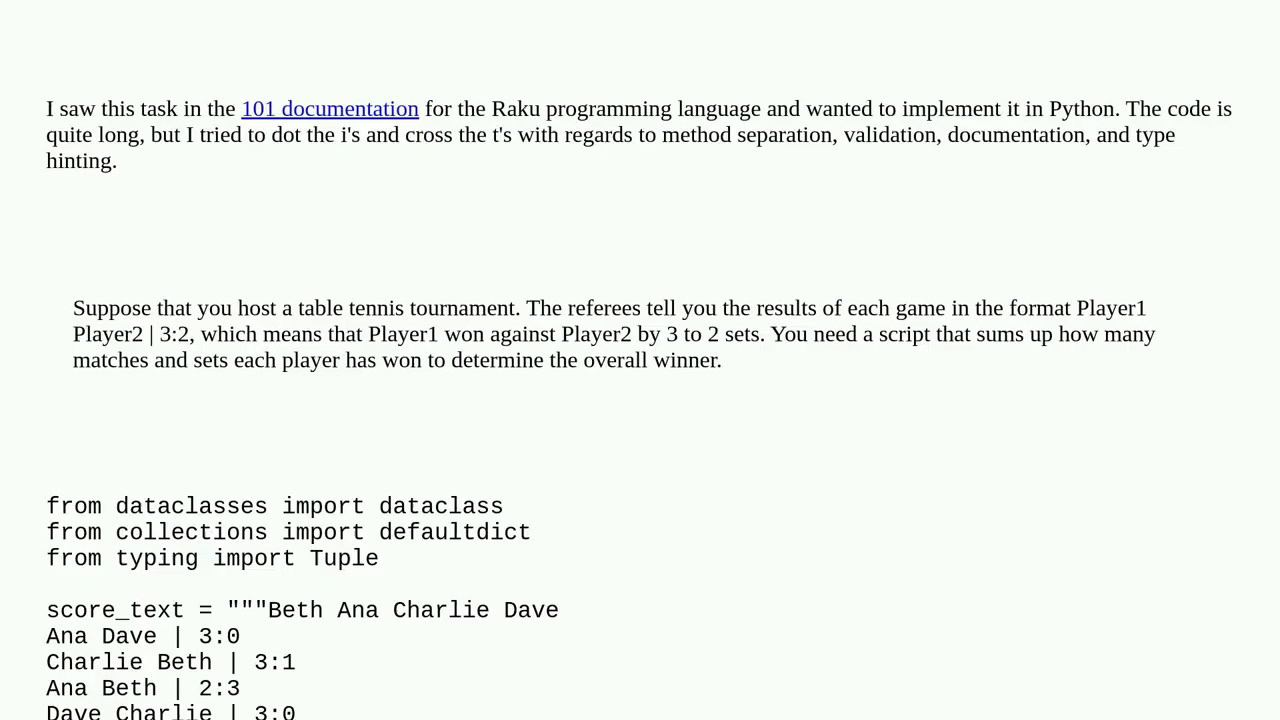 I saw this task in the 101 documentation for the Raku programming language and wanted to implement it in Python. The code is
quite long, but I tried to dot the i's and cross the t's with regards to method separation, validation, documentation, and type
hinting.
Suppose that you host a table tennis tournament. The referees tell you the results of each game in the format Player1
Player2 | 3:2, which means that Player1 won against Player2 by 3 to 2 sets. You need a script that sums up how many
matches and sets each player has won to determine the overall winner.
from dataclasses import dataclass
from collections import defaultdict
from typing import Tuple
score_text = """Beth Ana Charlie Dave
Ana Dave | 3:0
Charlie Beth | 3:1
Ana Beth | 2:3
Dave Charlie | 3:0